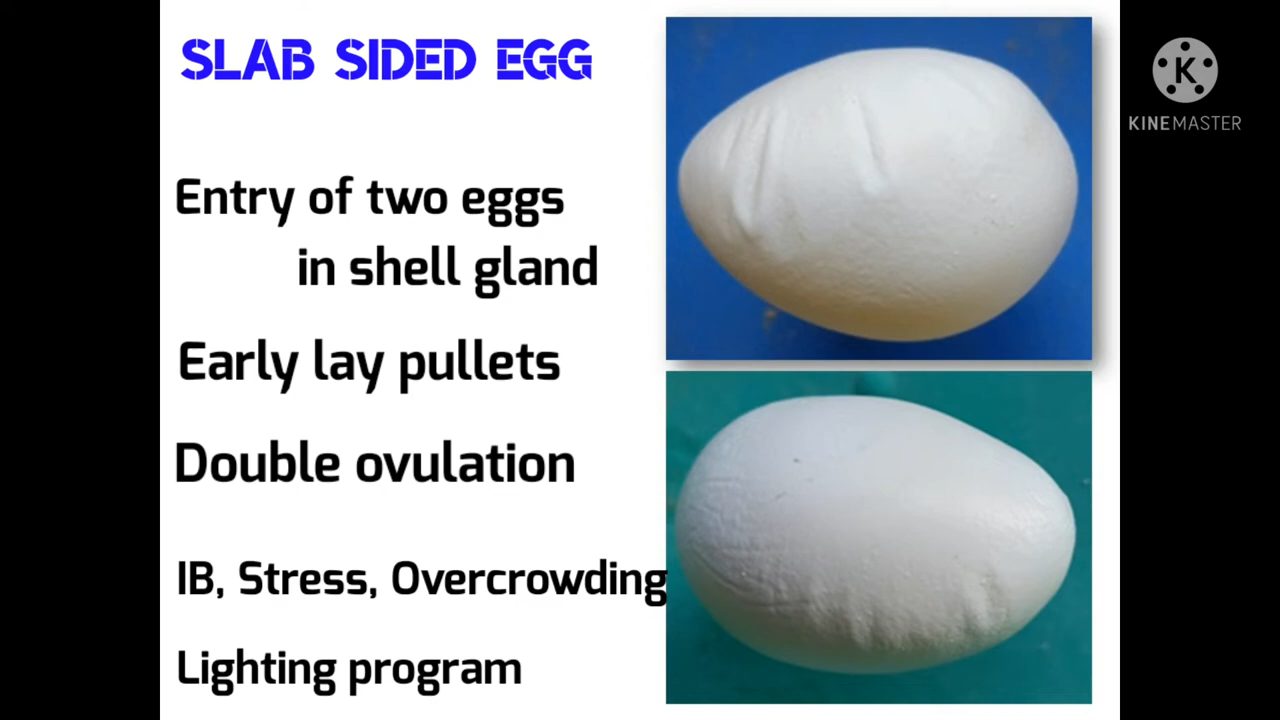 SLAB SIDED EGG
Entry of two eggs
in shell gland
Early lay pullets
Double ovulation
IB, Stress, Overcrowding
Lighting program
K
KINEMASTER